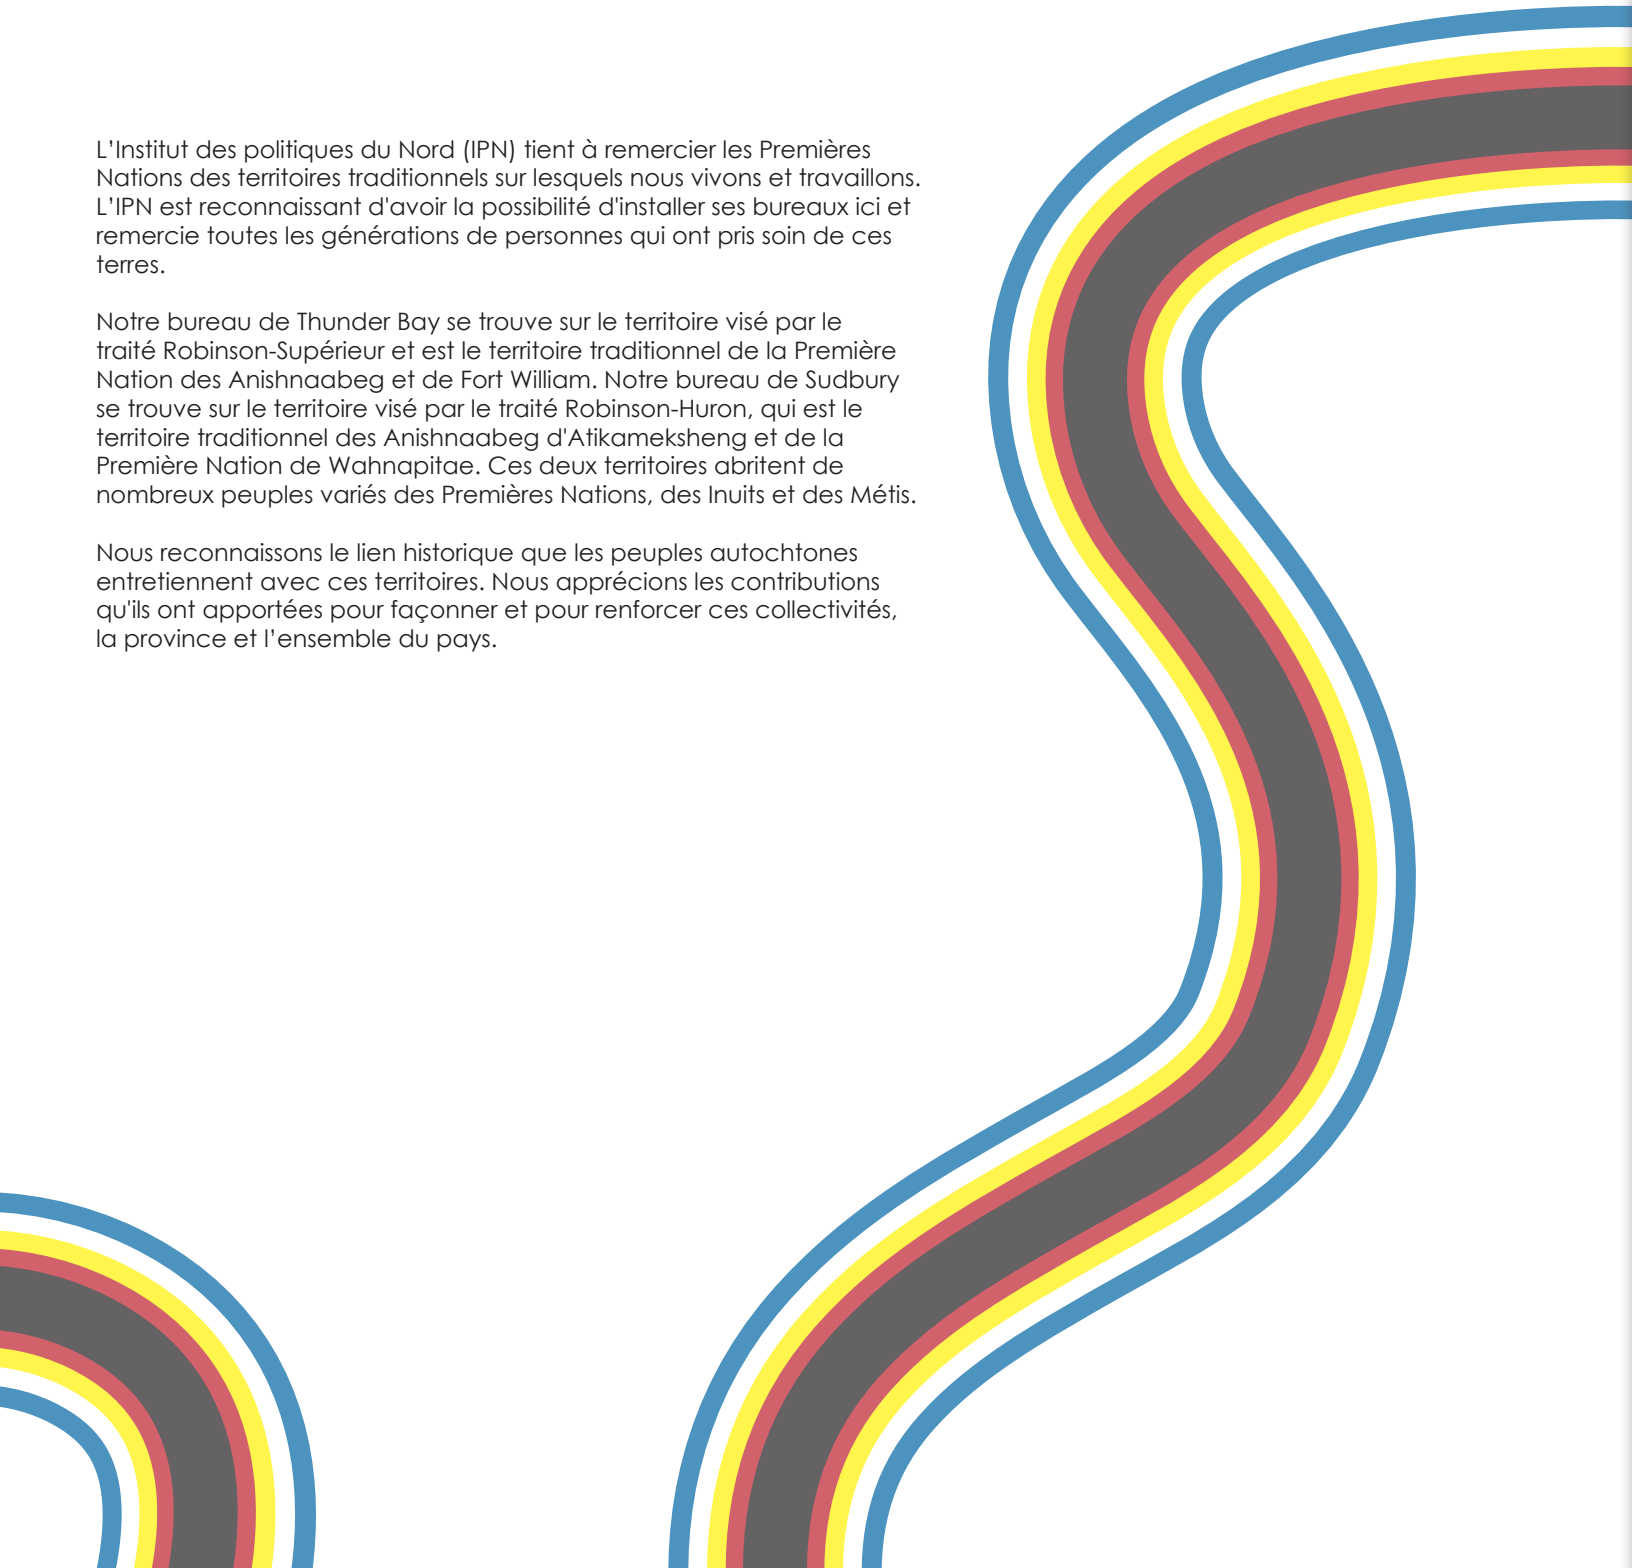 L’Institut des politiques du Nord (IPN) tient à remercier les Premières
Nations des territoires traditionnels sur lesquels nous vivons et travaillons.
L’IPN est reconnaissant d'avoir la possibilité d'installer ses bureaux ici et
remercie toutes les générations de personnes qui ont pris soin de ces
terres.
Notre bureau de Thunder Bay se trouve sur le territoire visé par le
traité Robinson-Supérieur et est le territoire traditionnel de la Première
Nation des Anishnaabeg et de Fort William. Notre bureau de Sudbury
se trouve sur le territoire visé par le traité Robinson-Huron, qui est le
territoire traditionnel des Anishnaabeg d'Atikameksheng et de la
Première Nation de Wahnapitae. Ces deux territoires abritent de
nombreux peuples variés des Premières Nations, des Inuits et des Métis.
Nous reconnaissons le lien historique que les peuples autochtones
entretiennent avec ces territoires. Nous apprécions les contributions
qu'ils ont apportées pour façonner et pour renforcer ces collectivités,
la province et l’ensemble du pays.